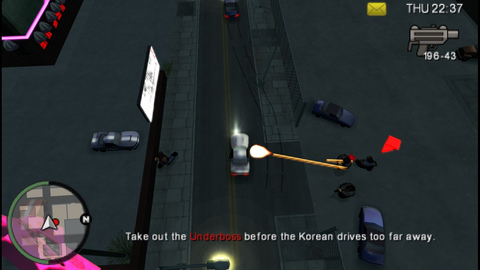 THU 22:37
196-43
N
Take out the Underboss before the Korean drives too far away.